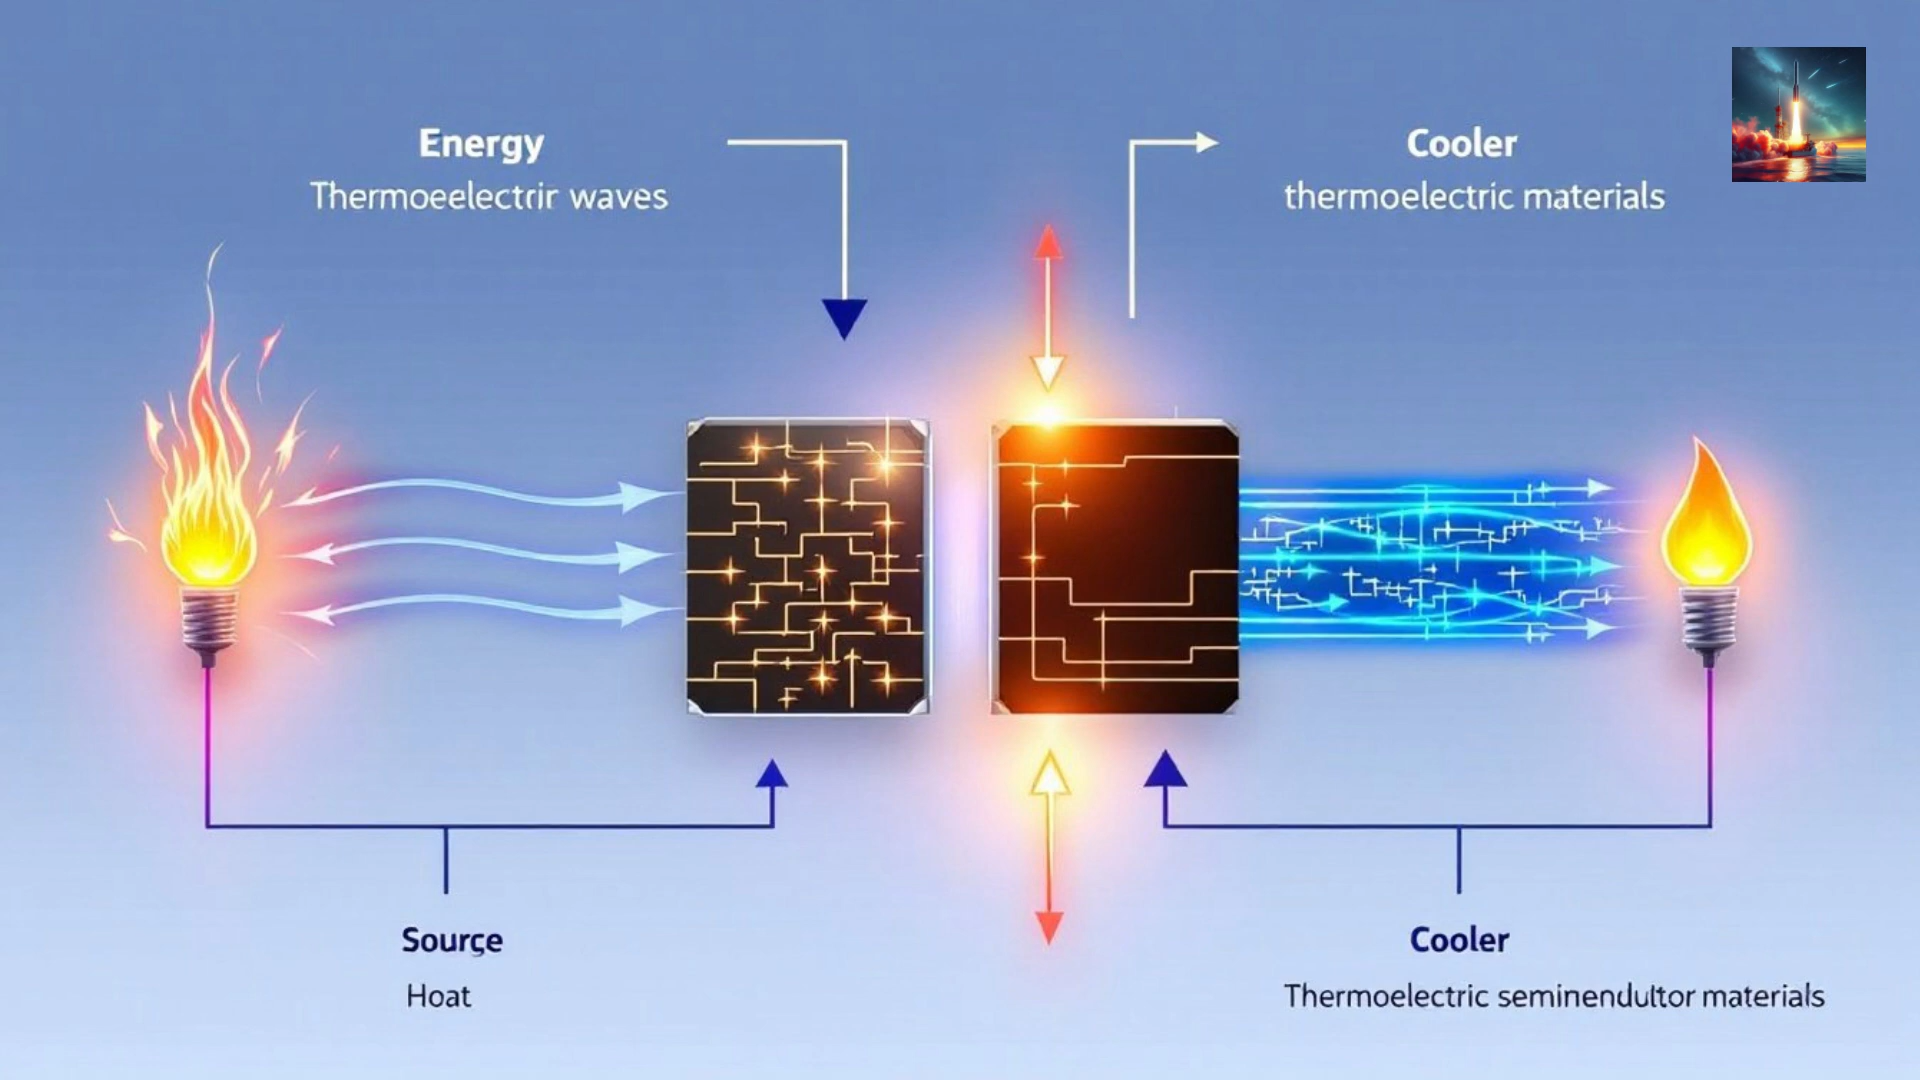 Energy
Thermoeelectrir waves
Cooler
thermoelectric materials
Source
Hoat
Cooler
Thermoelectric seminendultor materials